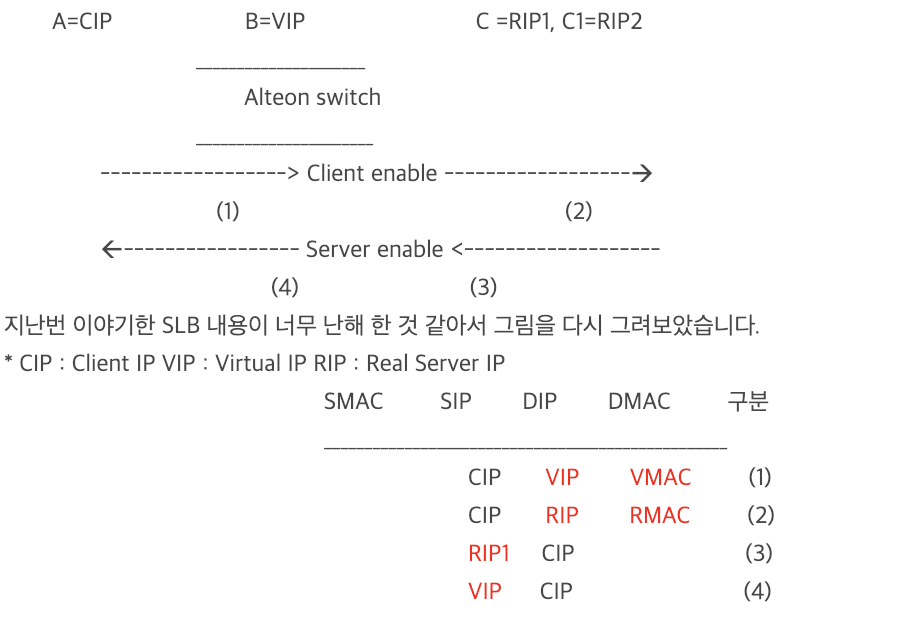 A=CIP B=VIP C =RIP1, C1=RIP2
_____________________
Alteon switch
______________________
------------------> Client enable ------------------→
(1) (2)
←----------------- Server enable <-------------------
(4) (3)
지난번 이야기한 SLB 내용이 너무 난해 한 것 같아서 그림을 다시 그려보았습니다.
* CIP : Client IP VIP : Virtual IP RIP : Real Server IP
SMAC SIP DIP DMAC 구분
__________________________________________________
CIP VIP VMAC (1)
CIP RIP RMAC (2)
RIP1 CIP (3)
VIP CIP (4)